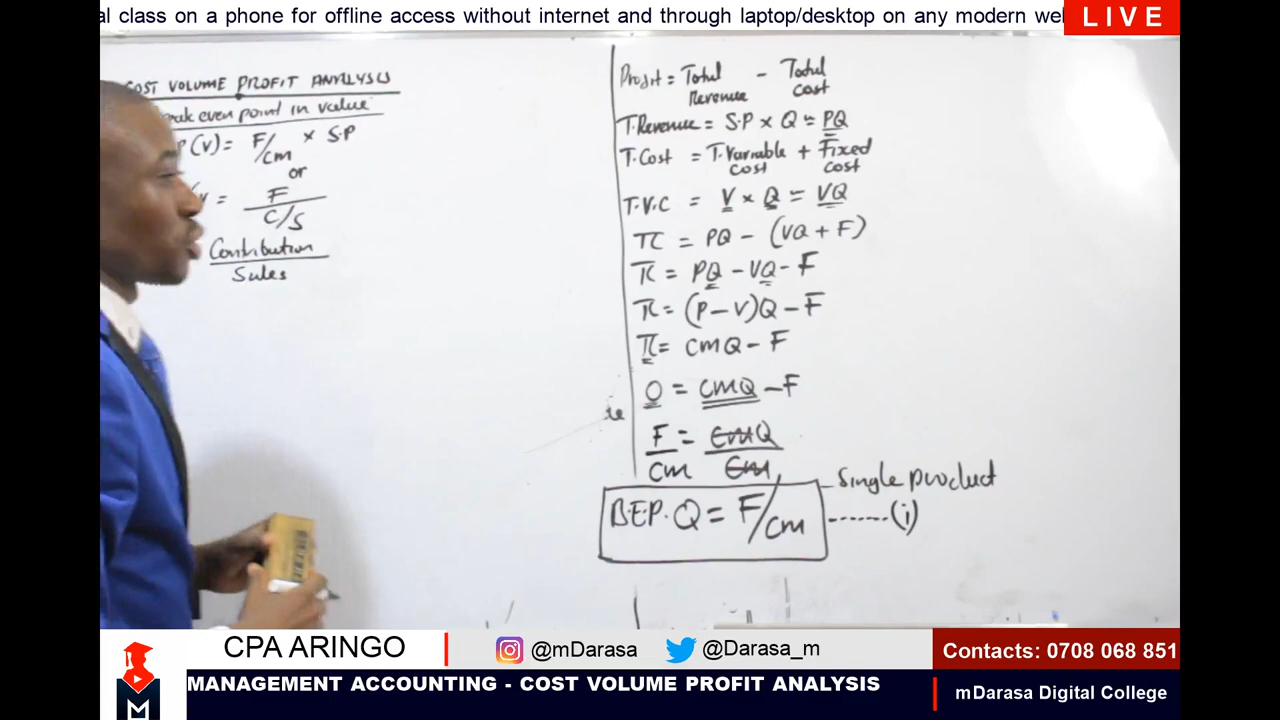 al class on a phone for offline access without internet and through laptop/desktop on any modern we
LIVE
COST VOLUME PROFIT ANALYSIS
eak even point in value
P(V) = F/cm × S.P
or
V = F / C/S
Contribution
Sales
Profit = Total Revenue - Total cost
T.Revenue = S.P × Q = PQ
T.Cost = T.Variable cost + Fixed cost
T.V.C = V × Q = VQ
π = PQ - (VQ + F)
π = PQ - VQ - F
π = (P - V)Q - F
π = CMQ - F
0 = CMQ - F
F/CM = CMQ/CM
B.E.P. Q = F/cm
Single product
-------(i)
CPA ARINGO
@mDarasa
@Darasa_m
Contacts: 0708 068 851
MANAGEMENT ACCOUNTING - COST VOLUME PROFIT ANALYSIS
mDarasa Digital College